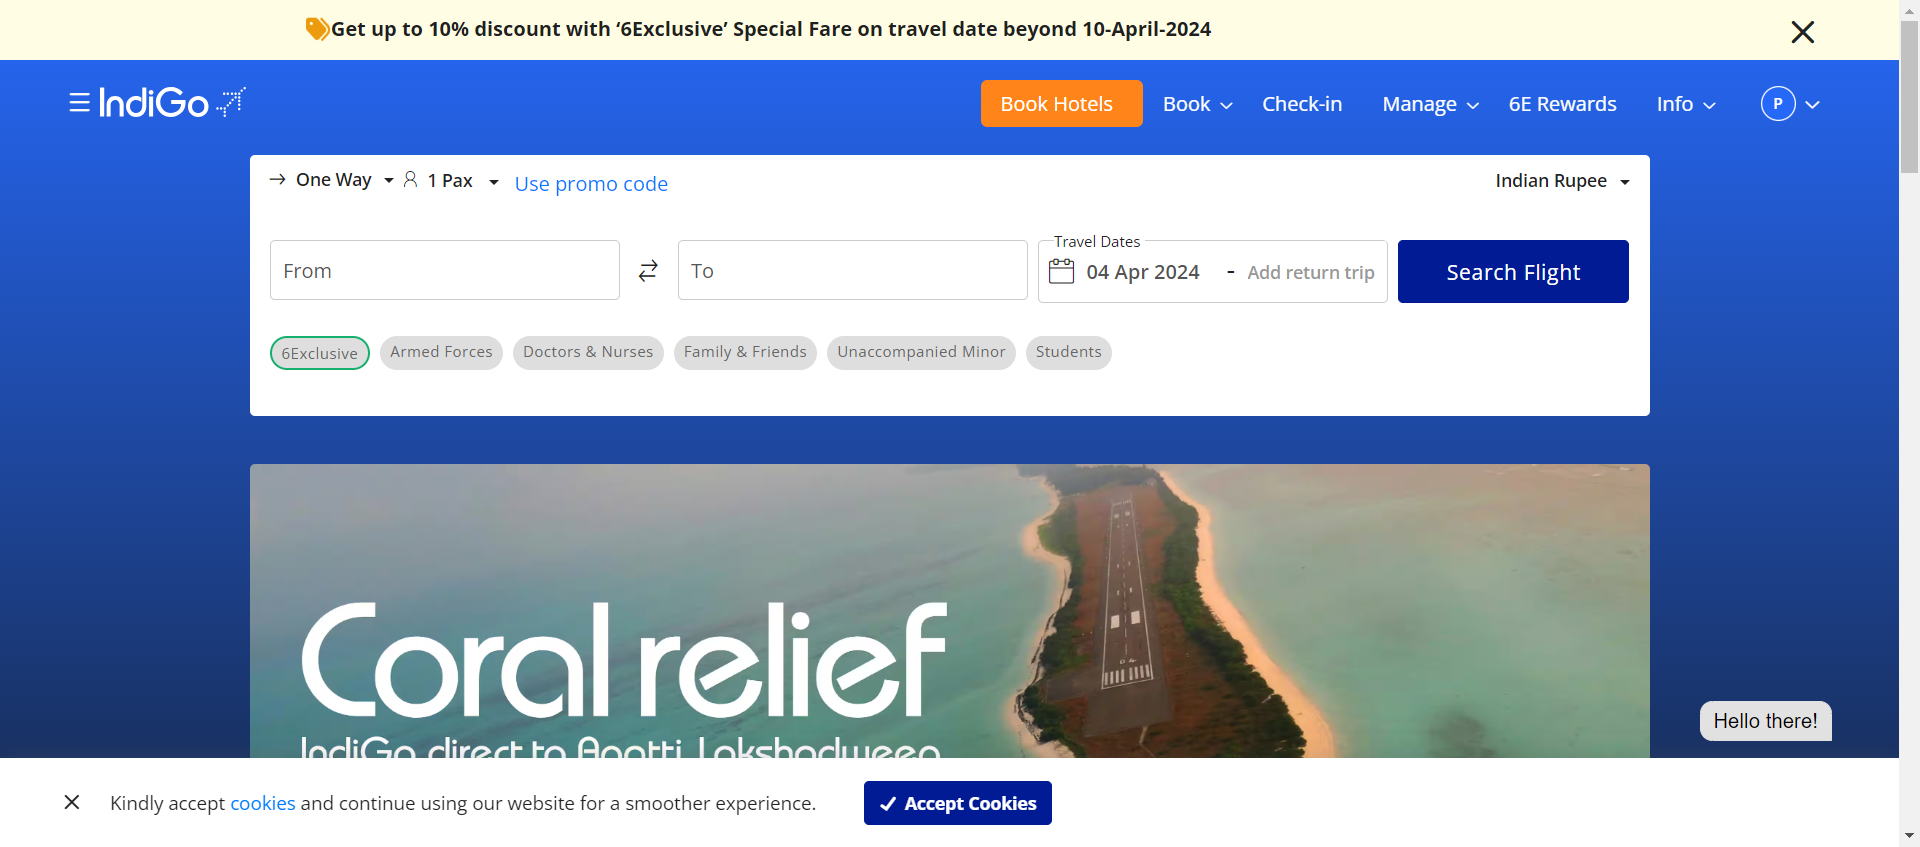 Get up to 10% discount with ‘6Exclusive’ Special Fare on travel date beyond 10-April-2024
IndiGo
Book Hotels
Book
Check-in
Manage
6E Rewards
Info
P
One Way
1 Pax
Use promo code
Indian Rupee
From
To
Travel Dates
04 Apr 2024 - Add return trip
Search Flight
6Exclusive
Armed Forces
Doctors & Nurses
Family & Friends
Unaccompanied Minor
Students
Coral relief
IndiGo direct to Agatti, Lakshadweep
04
Hello there!
Kindly accept cookies and continue using our website for a smoother experience.
Accept Cookies